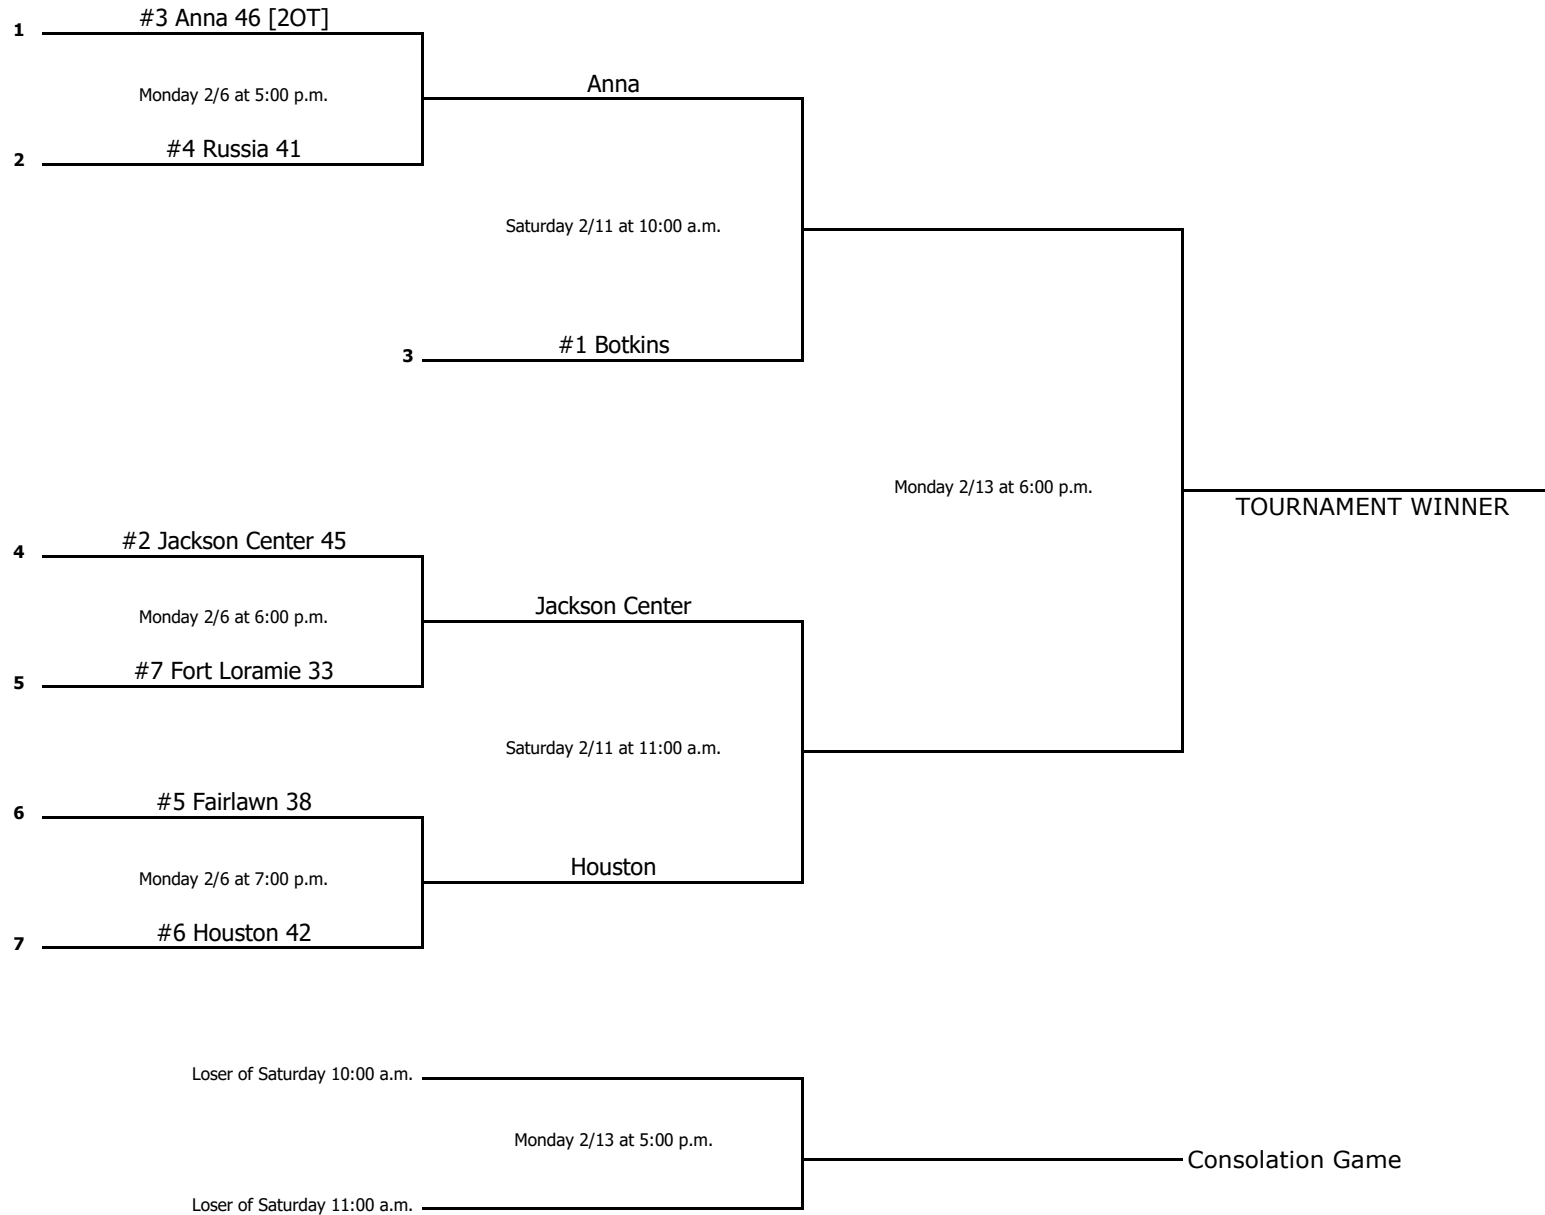 #3 Anna 46 [2OT]
1
Anna
Monday 2/6 at 5:00 p.m.
#4 Russia 41
2
Saturday 2/11 at 10:00 a.m.
#1 Botkins
3
Monday 2/13 at 6:00 p.m.
TOURNAMENT WINNER
#2 Jackson Center 45
4
Jackson Center
Monday 2/6 at 6:00 p.m.
#7 Fort Loramie 33
5
Saturday 2/11 at 11:00 a.m.
#5 Fairlawn 38
6
Houston
Monday 2/6 at 7:00 p.m.
#6 Houston 42
7
Loser of Saturday 10:00 a.m.
Monday 2/13 at 5:00 p.m.
Consolation Game
Loser of Saturday 11:00 a.m.